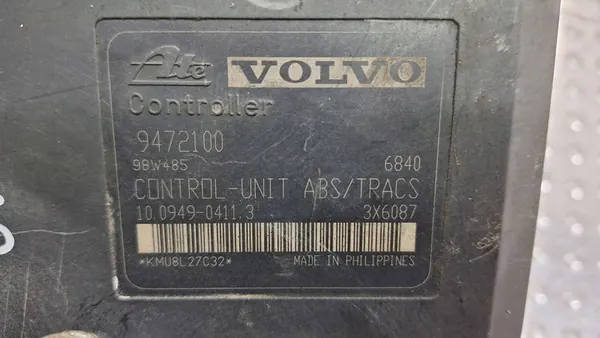 Ate VOLVO
Controller
9472100
98W485 6840
CONTROL-UNIT ABS/TRACS
10.0949-0411.3 3X6087
*KMU8L27C32* MADE IN PHILIPPINES